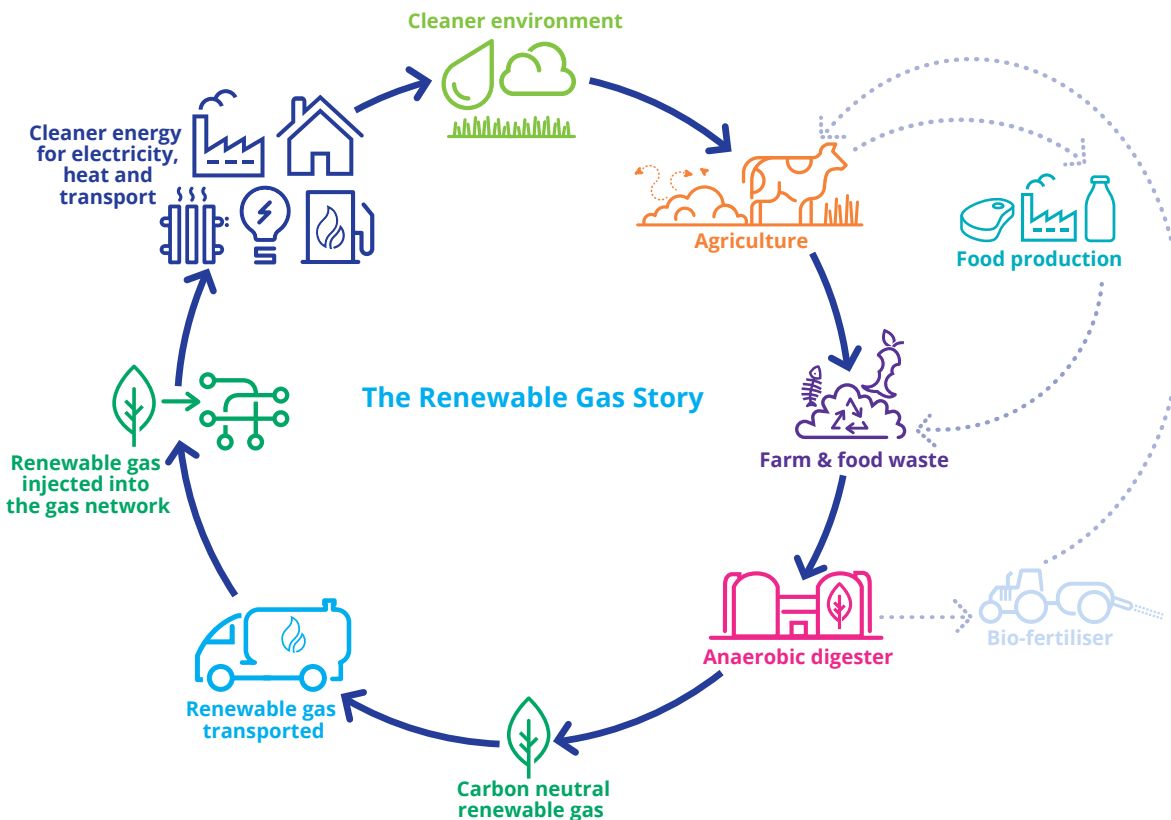 Cleaner environment
Cleaner energy
for electricity,
heat and
transport
Agriculture
Food production
The Renewable Gas Story
Farm & food waste
Renewable gas
injected into
the gas network
Bio-fertiliser
Anaerobic digester
Renewable gas
transported
Carbon neutral
renewable gas